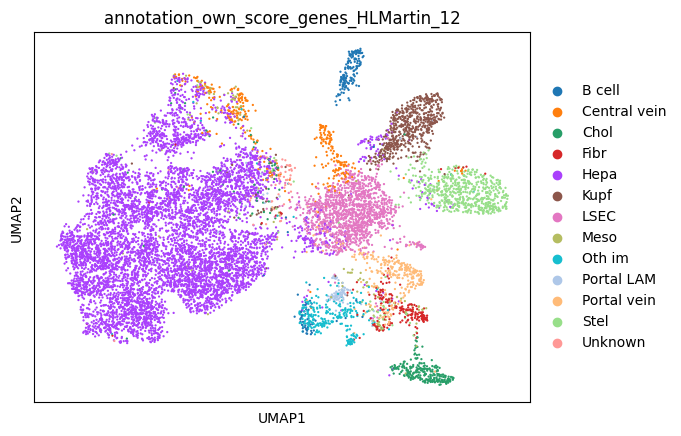 annotation_own_score_genes_HLMartin_12
UMAP2
UMAP1
B cell
Central vein
Chol
Fibr
Hepa
Kupf
LSEC
Meso
Oth im
Portal LAM
Portal vein
Stel
Unknown